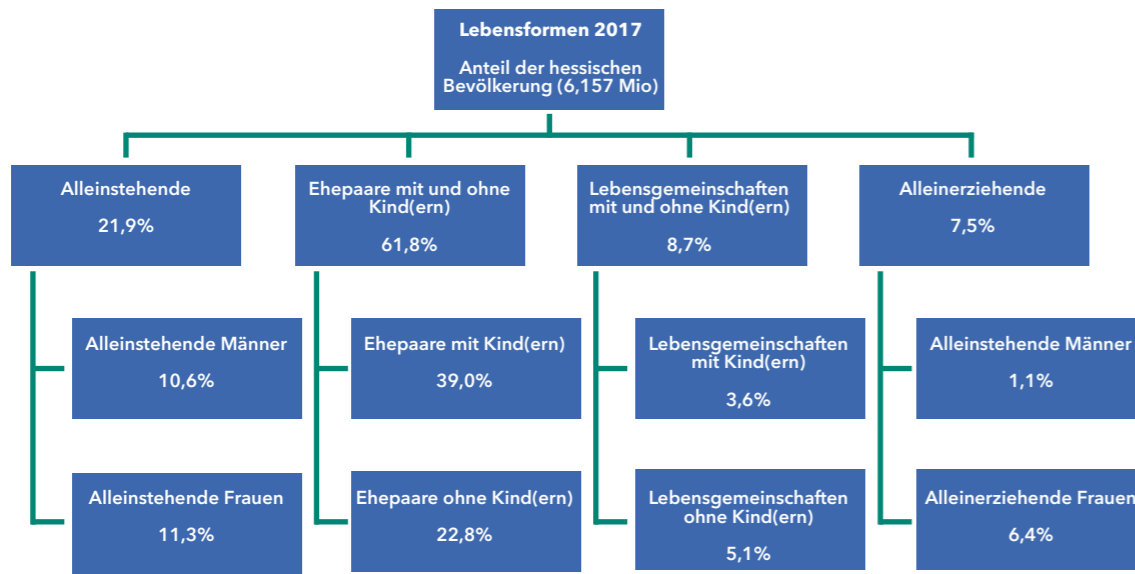 Lebensformen 2017
Anteil der hessischen
Bevölkerung (6,157 Mio)
Alleinstehende
21,9%
Ehepaare mit und ohne
Kind(ern)
61,8%
Lebensgemeinschaften
mit und ohne Kind(ern)
8,7%
Alleinerziehende
7,5%
Alleinstehende Männer
10,6%
Ehepaare mit Kind(ern)
39,0%
Lebensgemeinschaften
mit Kind(ern)
3,6%
Alleinstehende Männer
1,1%
Alleinstehende Frauen
11,3%
Ehepaare ohne Kind(ern)
22,8%
Lebensgemeinschaften
ohne Kind(ern)
5,1%
Alleinerziehende Frauen
6,4%